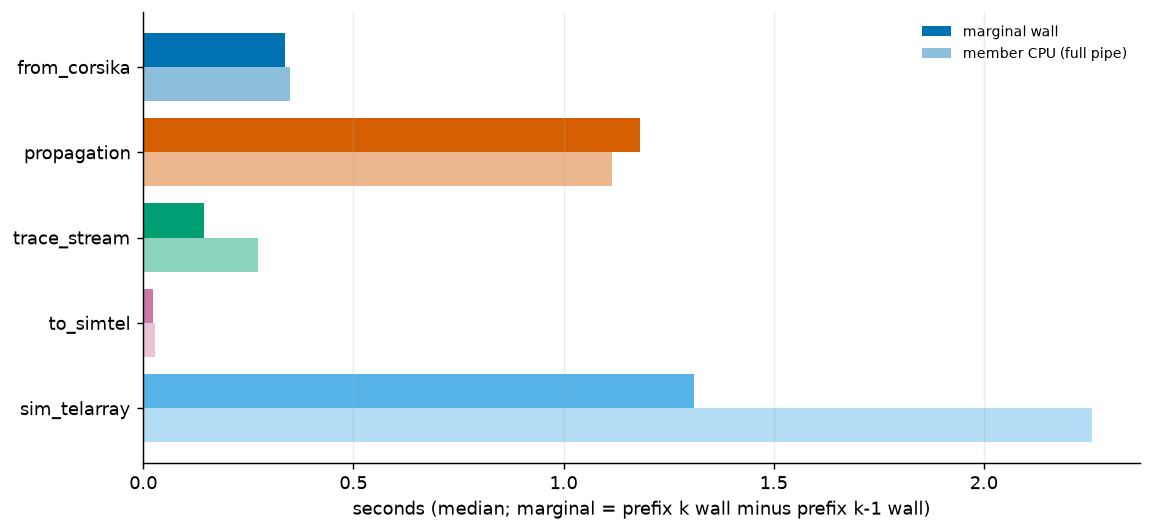 marginal wall
member CPU (full pipe)
from_corsika
propagation
trace_stream
to_simtel
sim_telarray
0.0 0.5 1.0 1.5 2.0
seconds (median; marginal = prefix k wall minus prefix k-1 wall)